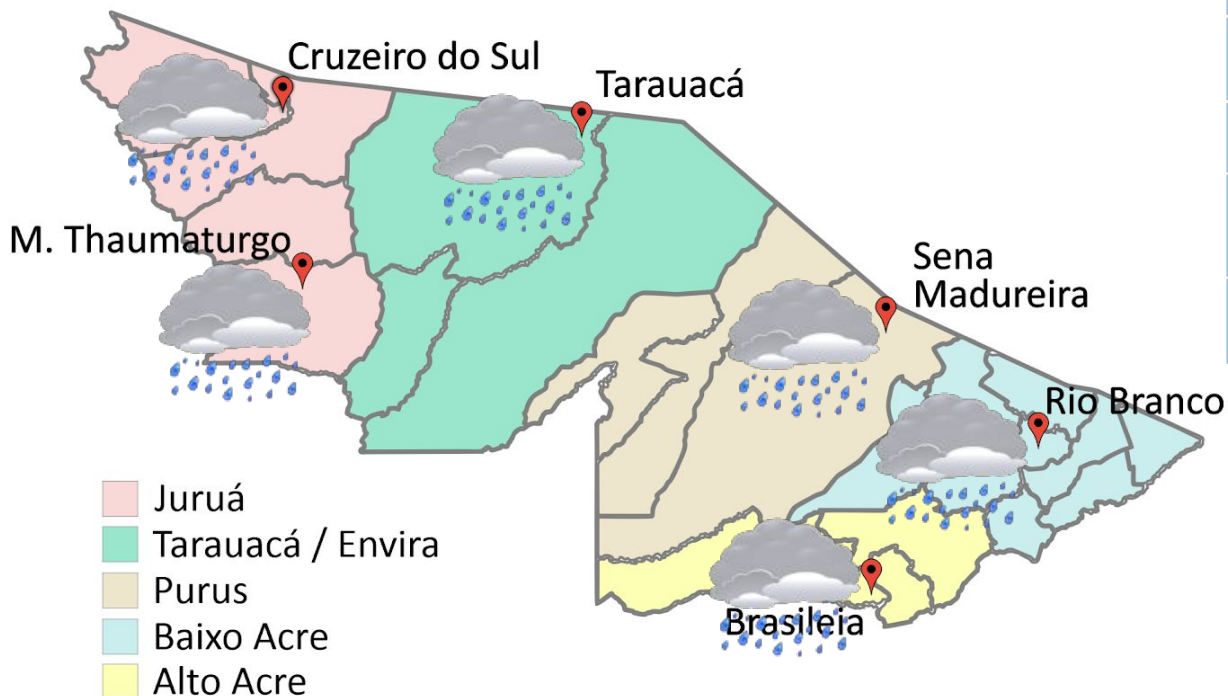 Cruzeiro do Sul
Tarauacá
M. Thaumaturgo
Sena
Madureira
Rio Branco
Brasileia
Juruá
Tarauacá / Envira
Purus
Baixo Acre
Alto Acre